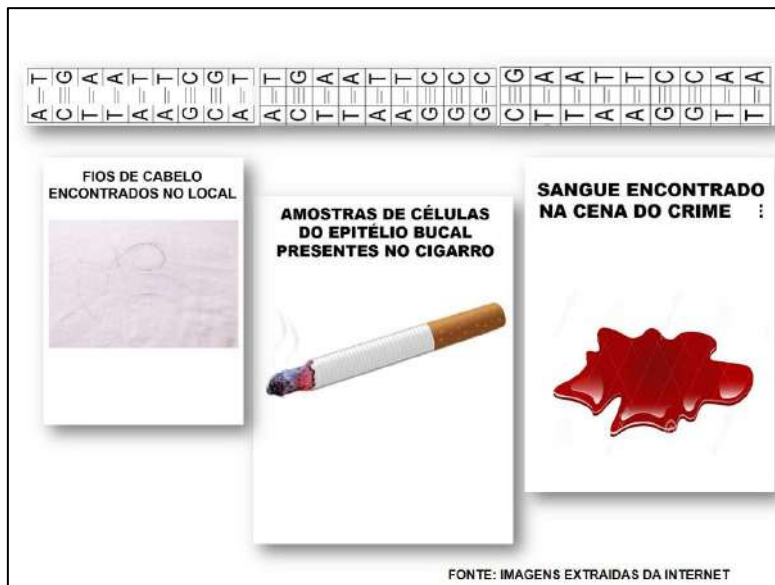 A=T
C≡G
T=A
T=A
A=T
A=T
G≡C
C≡G
A=T
A=T
C≡G
T=A
T=A
A=T
A=T
G≡C
G≡C
G=C
C≡G
T=A
T=A
A=T
A=T
G≡C
G≡C
T=A
T=A
FIOS DE CABELO
ENCONTRADOS NO LOCAL
AMOSTRAS DE CÉLULAS
DO EPITÉLIO BUCAL
PRESENTES NO CIGARRO
SANGUE ENCONTRADO
NA CENA DO CRIME ⋮
FONTE: IMAGENS EXTRAIDAS DA INTERNET